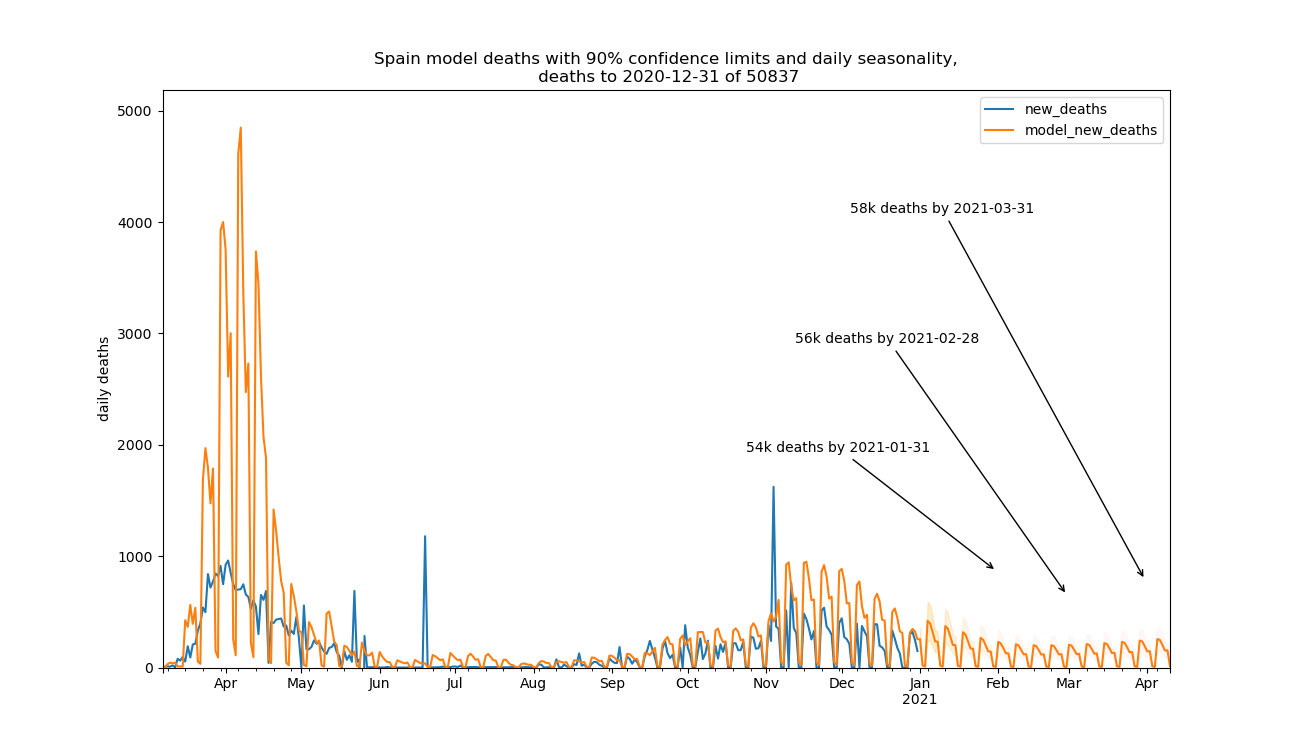 Spain model deaths with 90% confidence limits and daily seasonality,
deaths to 2020-12-31 of 50837
new_deaths
model_new_deaths
5000
4000
3000
2000
1000
0
daily deaths
58k deaths by 2021-03-31
56k deaths by 2021-02-28
54k deaths by 2021-01-31
Apr May Jun Jul Aug Sep Oct Nov Dec Jan Feb Mar Apr
2021